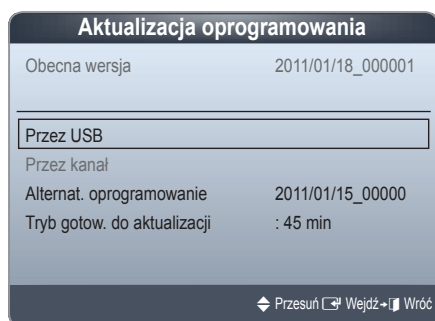 Aktualizacja oprogramowania
Obecna wersja 2011/01/18_000001
Przez USB
Przez kanał
Alternat. oprogramowanie 2011/01/15_00000
Tryb gotow. do aktualizacji : 45 min
Przesuń Wejdź Wróć